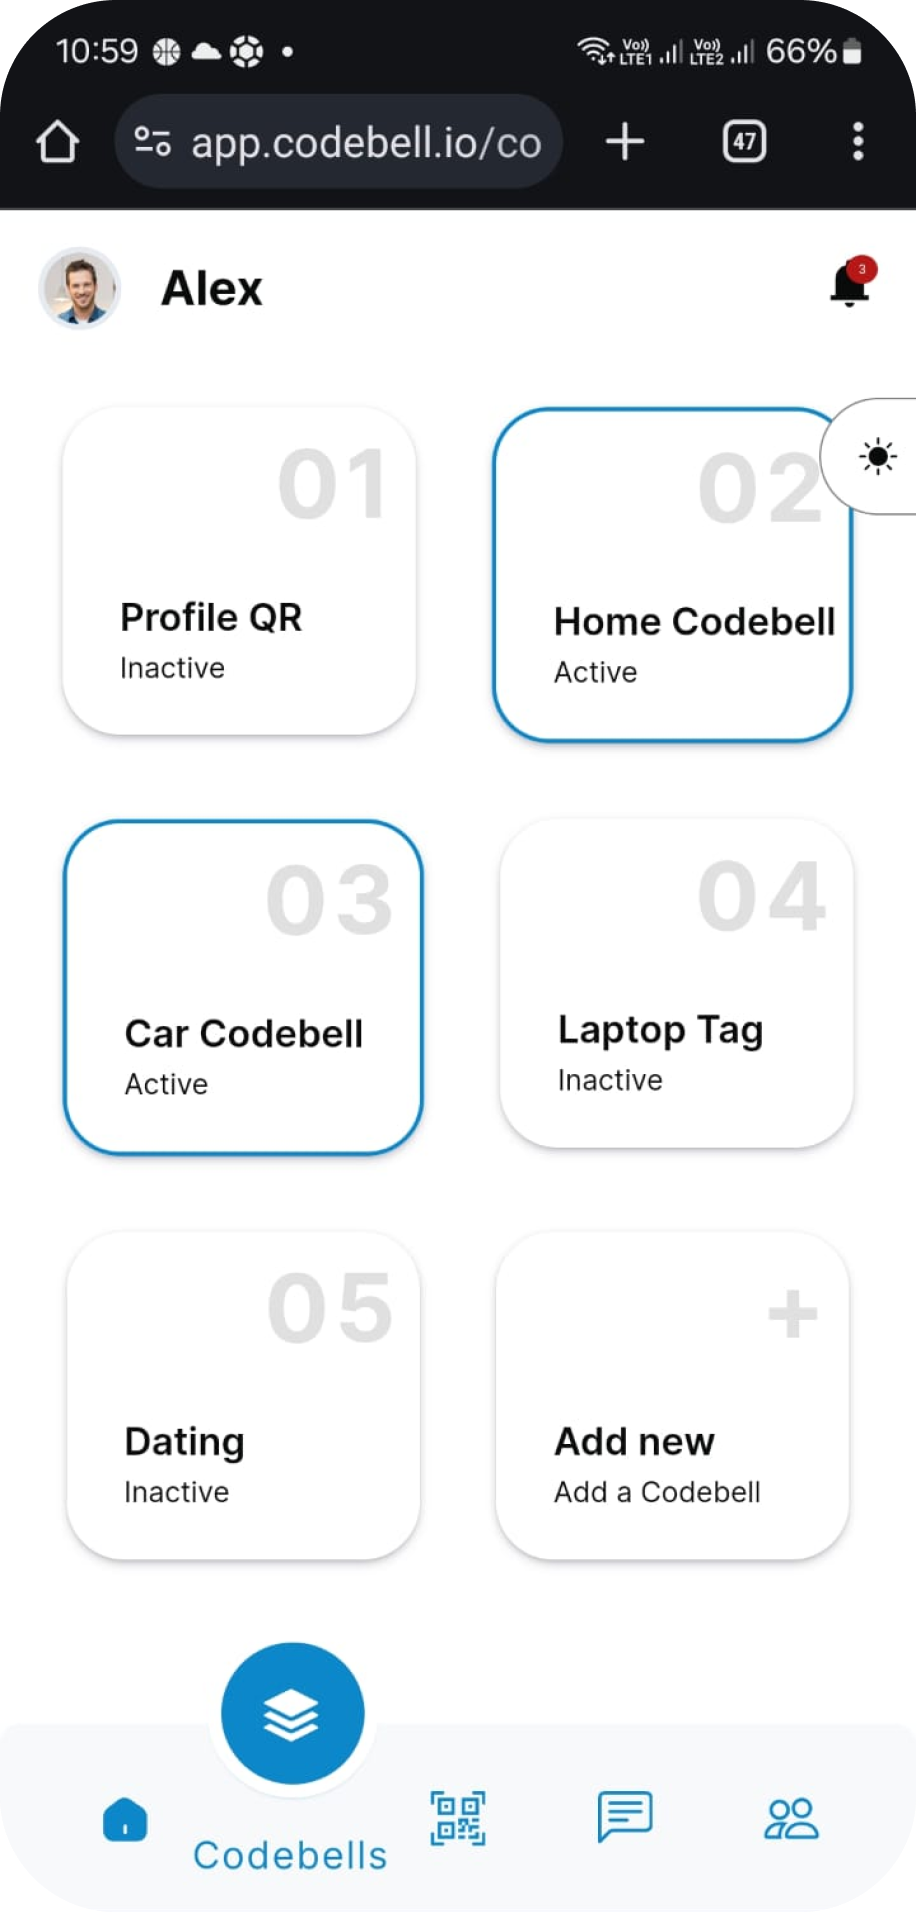 10:59
Vo)) LTE1 Vo)) LTE2 66%
app.codebell.io/co
47
Alex
3
01
Profile QR
Inactive
02
Home Codebell
Active
03
Car Codebell
Active
04
Laptop Tag
Inactive
05
Dating
Inactive
+
Add new
Add a Codebell
Codebells